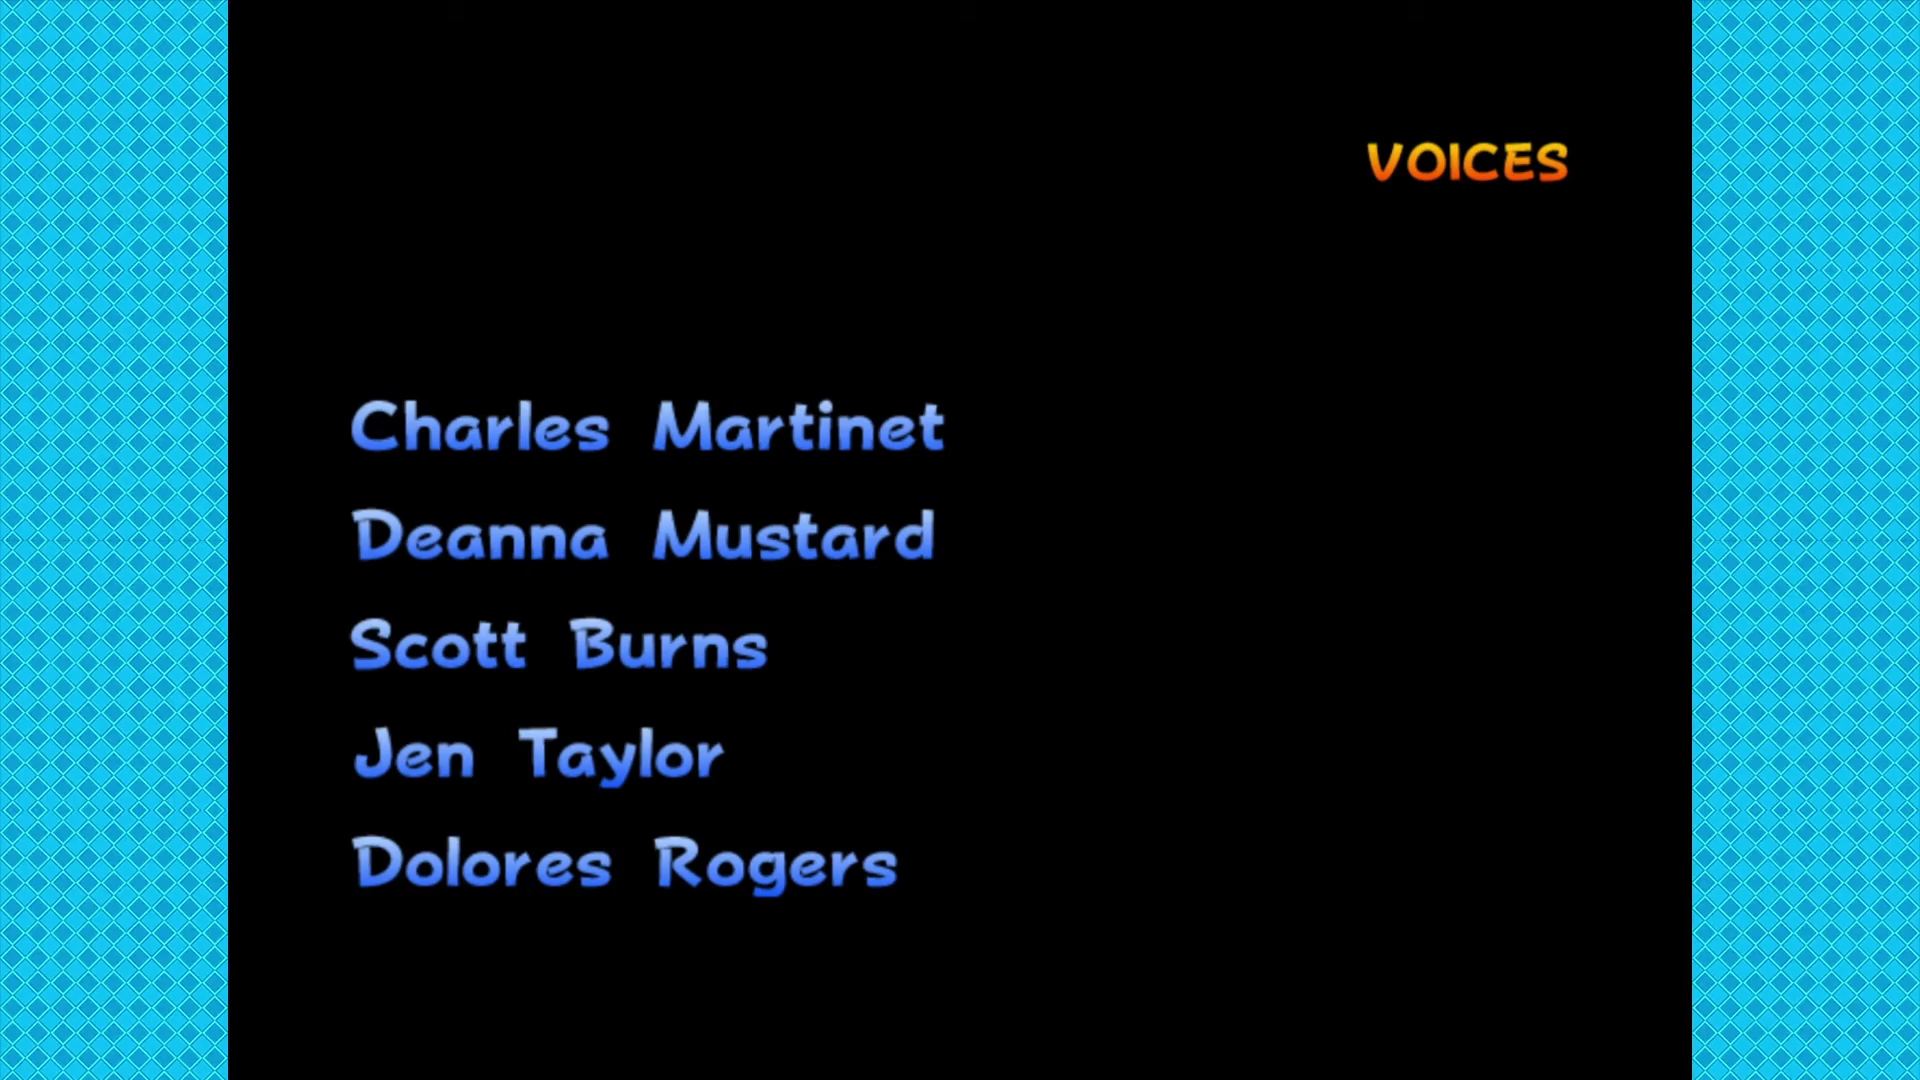 VOICES
Charles Martinet
Deanna Mustard
Scott Burns
Jen Taylor
Dolores Rogers